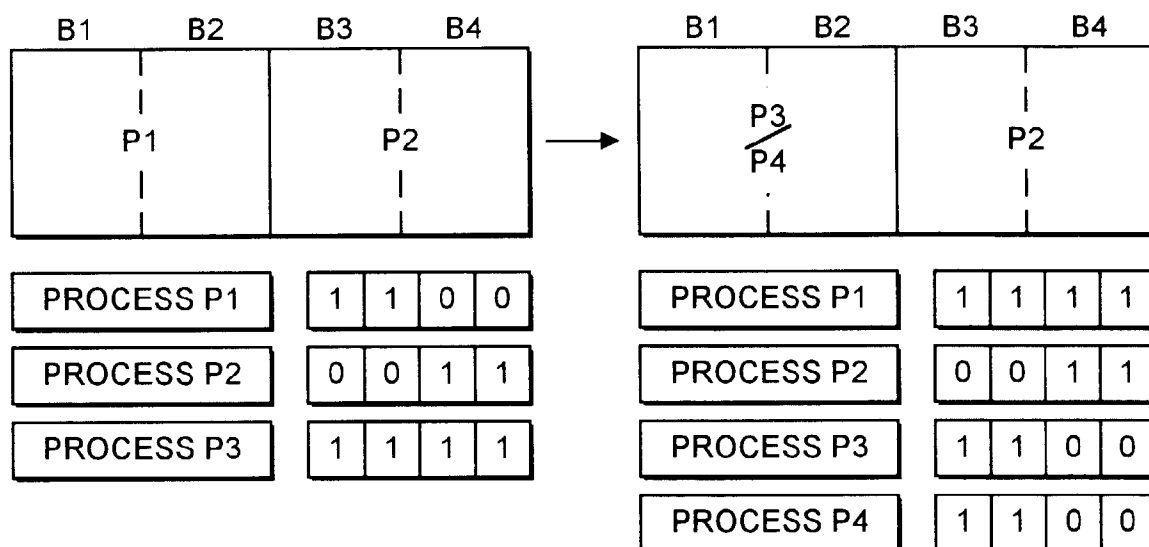 B1 B2 B3 B4
P1 P2
PROCESS P1 1 1 0 0
PROCESS P2 0 0 1 1
PROCESS P3 1 1 1 1
B1 B2 B3 B4
P3
P4
P2
PROCESS P1 1 1 1 1
PROCESS P2 0 0 1 1
PROCESS P3 1 1 0 0
PROCESS P4 1 1 0 0